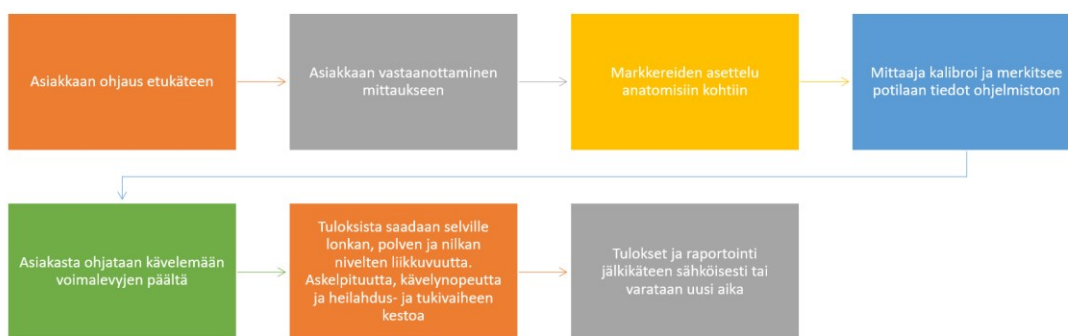 Asiakkaan ohjaus etukäteen
Asiakkaan vastaanottaminen
mittaukseen
Markkereiden asettelu
anatomisiin kohtiin
Mittaaja kalibroi ja merkitsee
potilaan tiedot ohjelmistoon
Asiakasta ohjataan kävelemään
voimalevyjen päältä
Tuloksista saadaan selville
lonkan, polven ja nilkan
nivelten liikkuvuutta.
Askelpituutta, kävelynopeutta
ja heilahdus- ja tukivaiheen
kestoa
Tulokset ja raportointi
jälkikäteen sähköisesti tai
varataan uusi aika